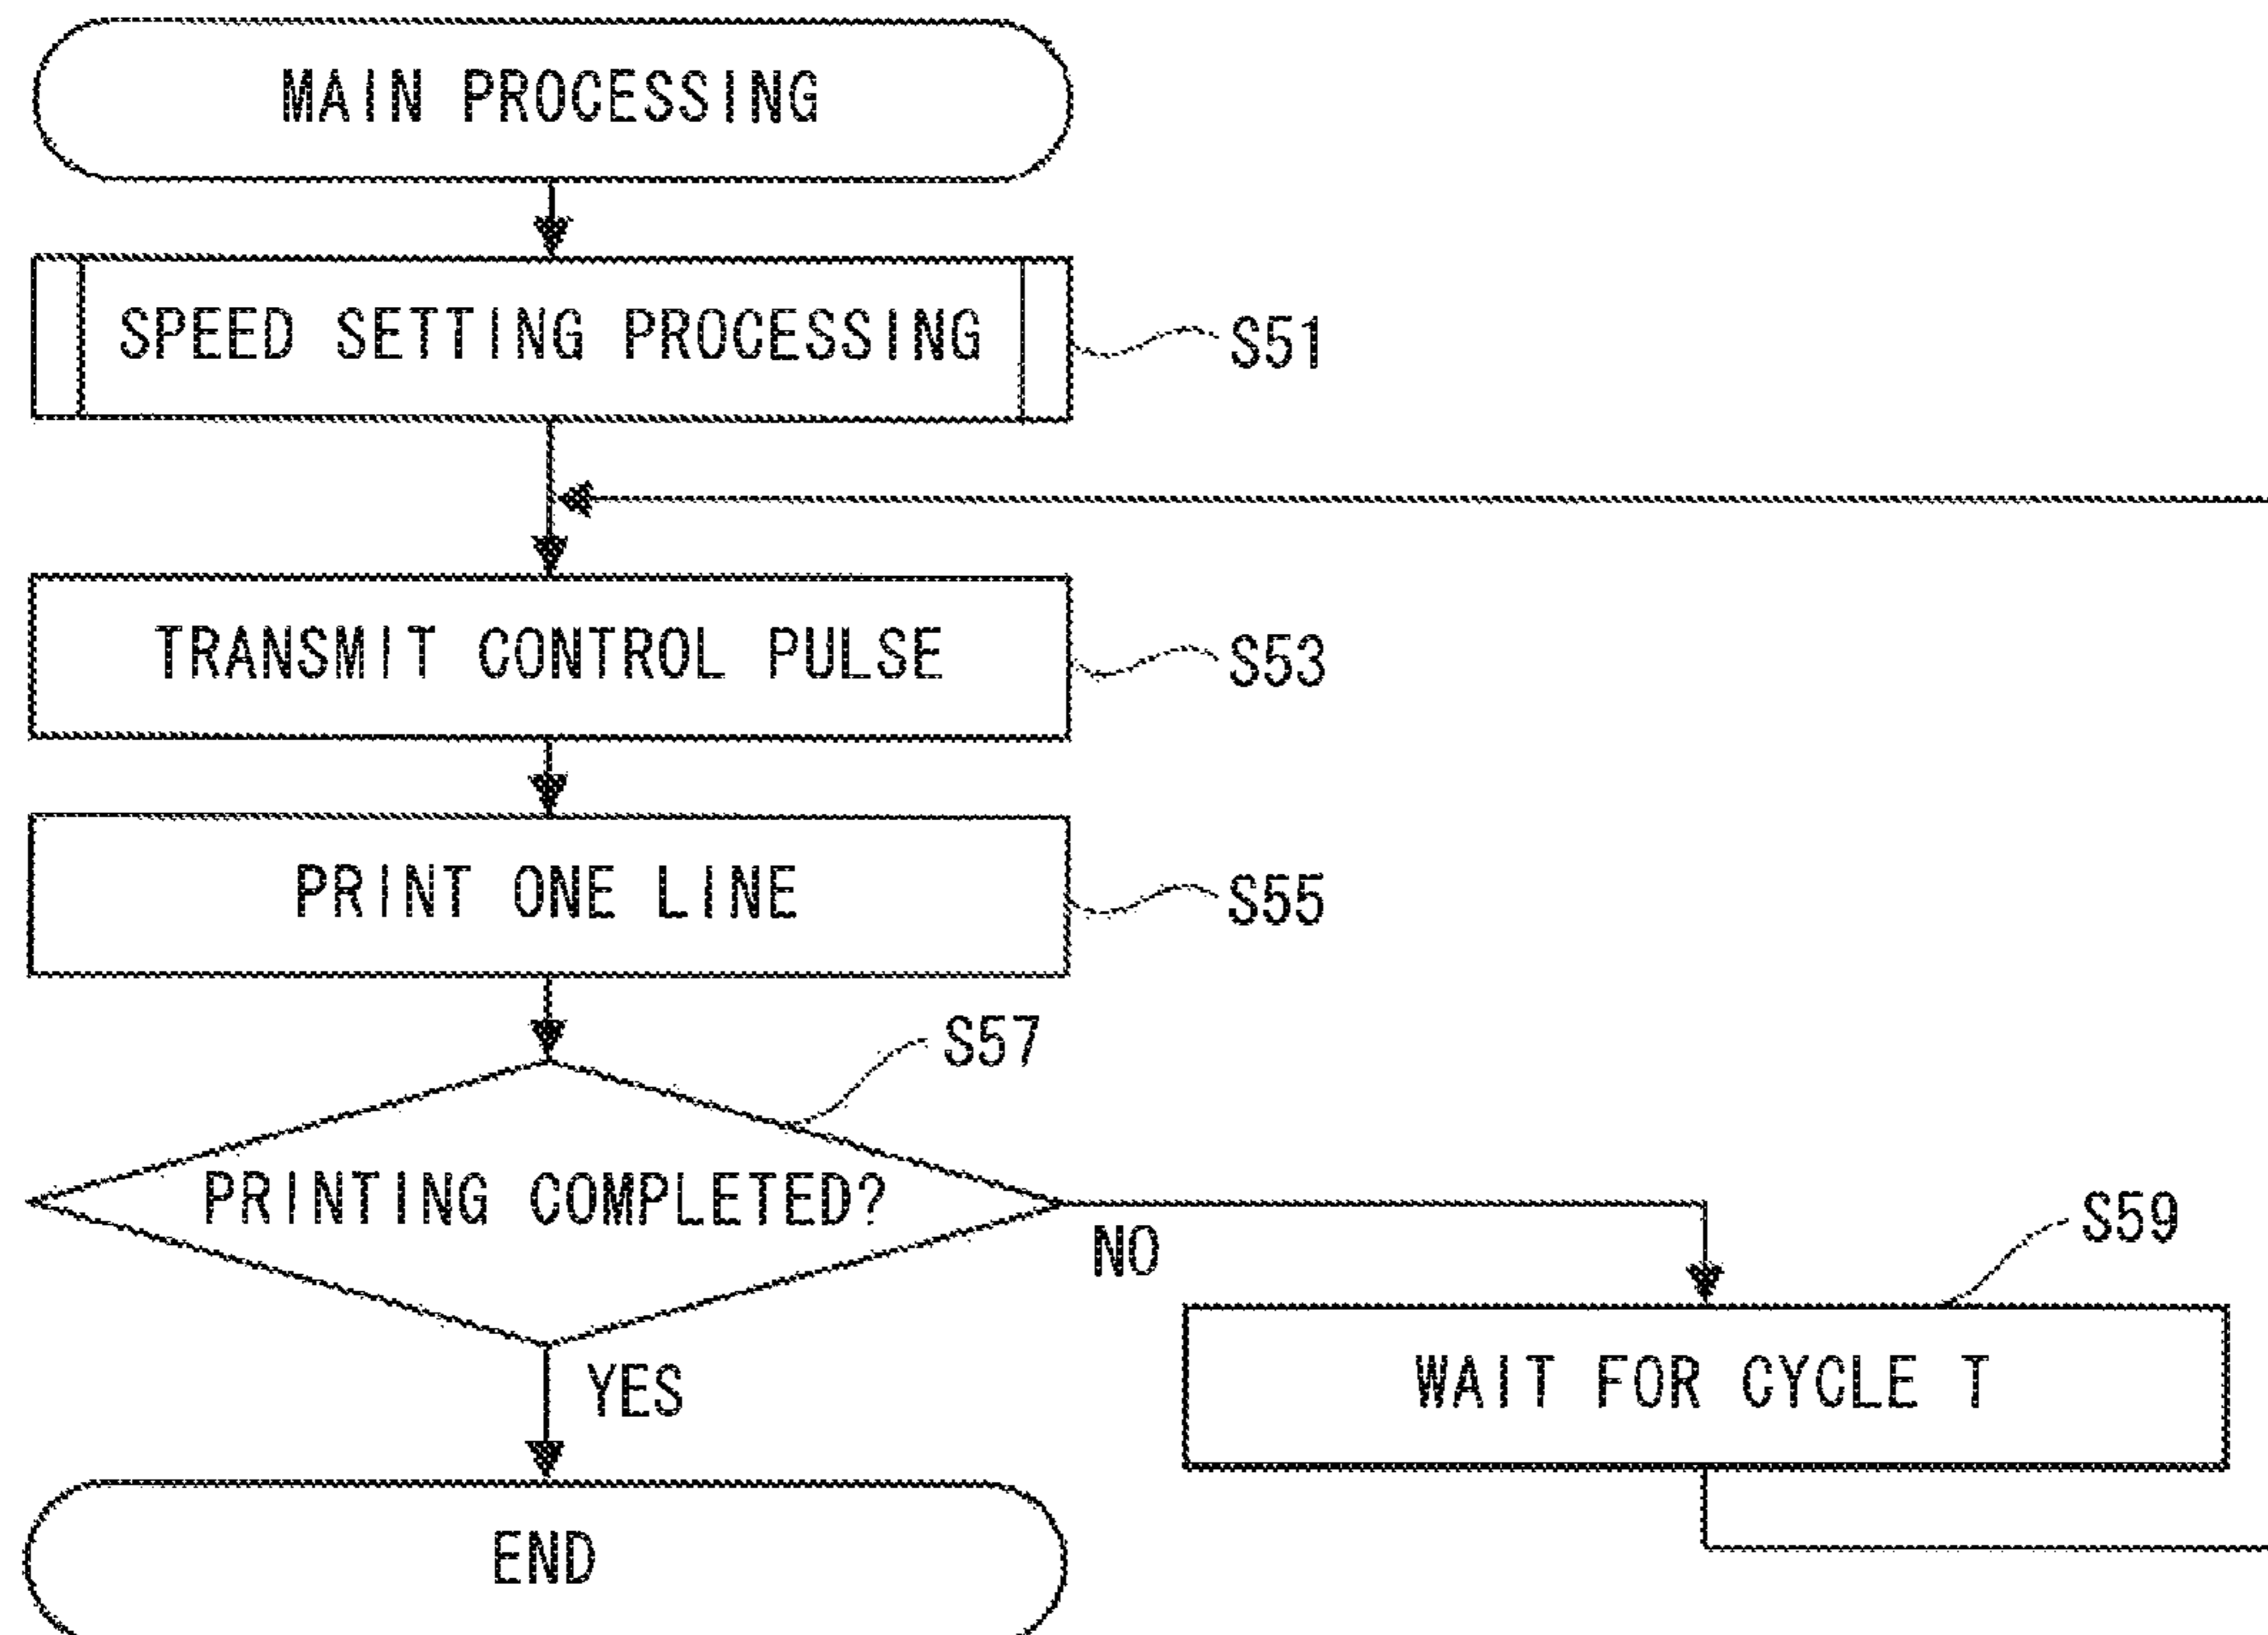 MAIN PROCESSING
SPEED SETTING PROCESSING
S51
TRANSMIT CONTROL PULSE
S53
PRINT ONE LINE
S55
S57
PRINTING COMPLETED?
NO
S59
WAIT FOR CYCLE T
YES
END